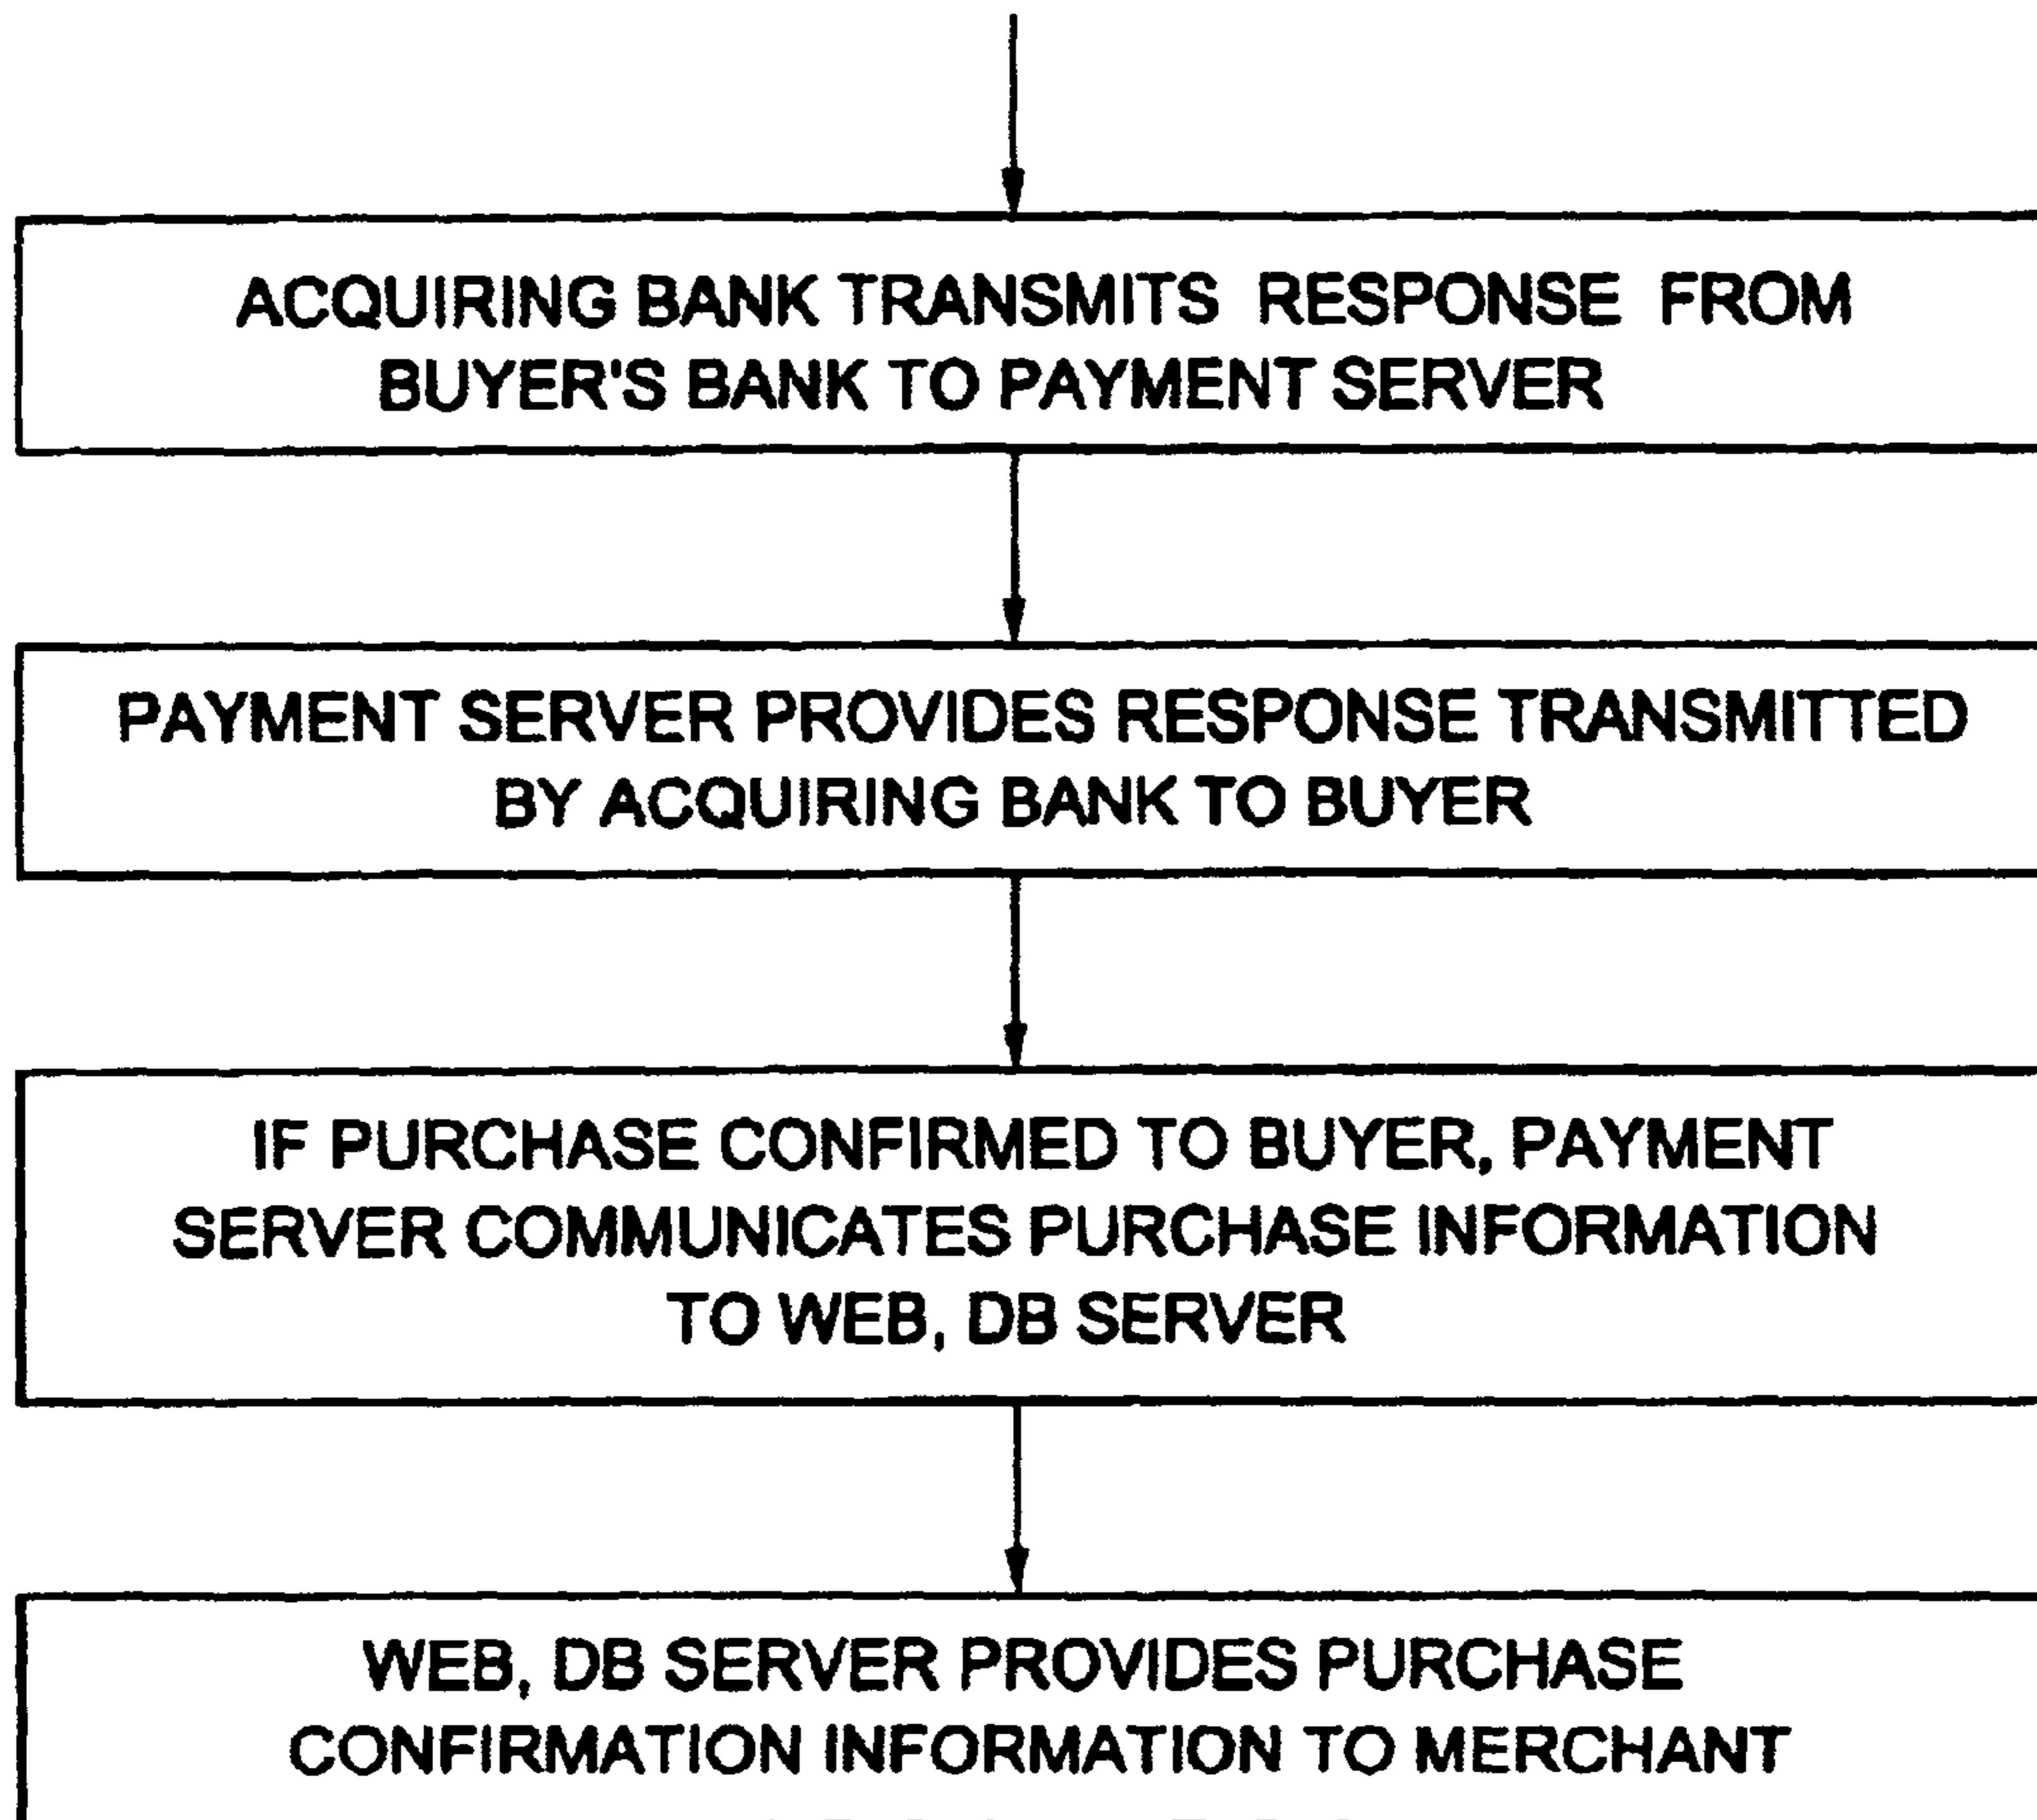 ACQUIRING BANK TRANSMITS RESPONSE FROM
BUYER'S BANK TO PAYMENT SERVER
PAYMENT SERVER PROVIDES RESPONSE TRANSMITTED
BY ACQUIRING BANK TO BUYER
IF PURCHASE CONFIRMED TO BUYER, PAYMENT
SERVER COMMUNICATES PURCHASE INFORMATION
TO WEB, DB SERVER
WEB, DB SERVER PROVIDES PURCHASE
CONFIRMATION INFORMATION TO MERCHANT